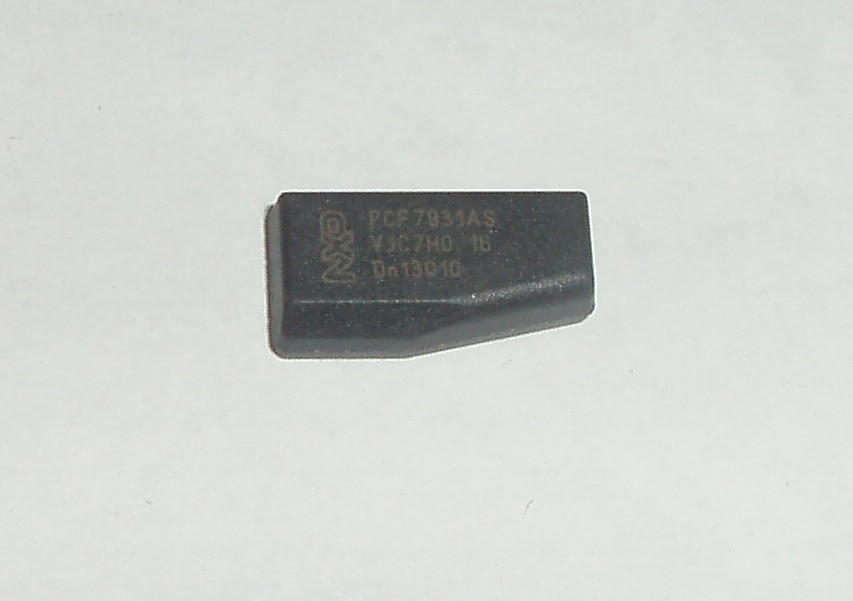 NXP
PCF7931AS
VJC7H0 16
Dn13010